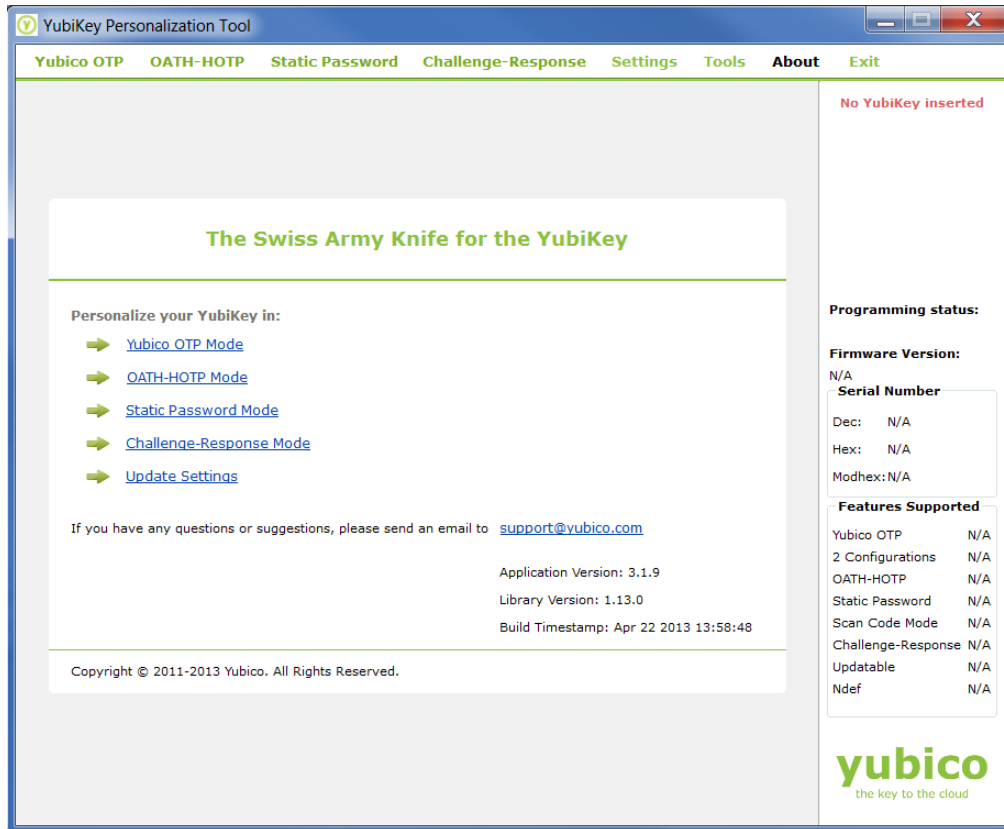 YubiKey Personalization Tool
Yubico OTP OATH-HOTP Static Password Challenge-Response Settings Tools About Exit
No YubiKey inserted
The Swiss Army Knife for the YubiKey
Personalize your YubiKey in:
Yubico OTP Mode
OATH-HOTP Mode
Static Password Mode
Challenge-Response Mode
Update Settings
If you have any questions or suggestions, please send an email to support@yubico.com
Application Version: 3.1.9
Library Version: 1.13.0
Build Timestamp: Apr 22 2013 13:58:48
Copyright © 2011-2013 Yubico. All Rights Reserved.
Programming status:
Firmware Version:
N/A
Serial Number
Dec: N/A
Hex: N/A
Modhex: N/A
Features Supported
Yubico OTP N/A
2 Configurations N/A
OATH-HOTP N/A
Static Password N/A
Scan Code Mode N/A
Challenge-Response N/A
Updatable N/A
Ndef N/A
yubico
the key to the cloud